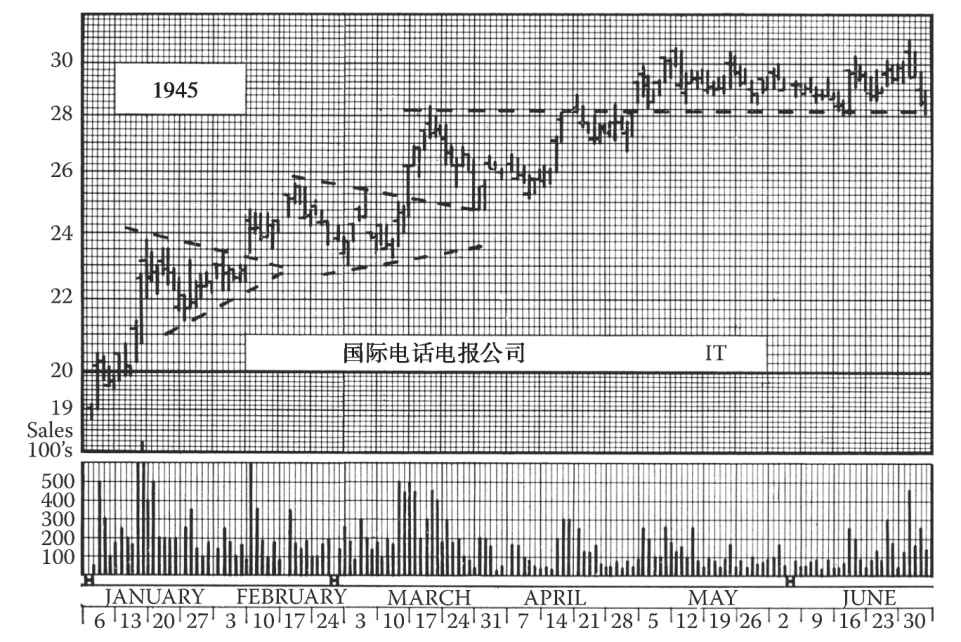 30
1945
28
26
24
22
国际电话电报公司 IT
20
19
Sales
100's
500
400
300
200
100
JANUARY FEBRUARY MARCH APRIL MAY JUNE
6 13 20 27 3 10 17 24 3 10 17 24 31 7 14 21 28 5 12 19 26 2 9 16 23 30